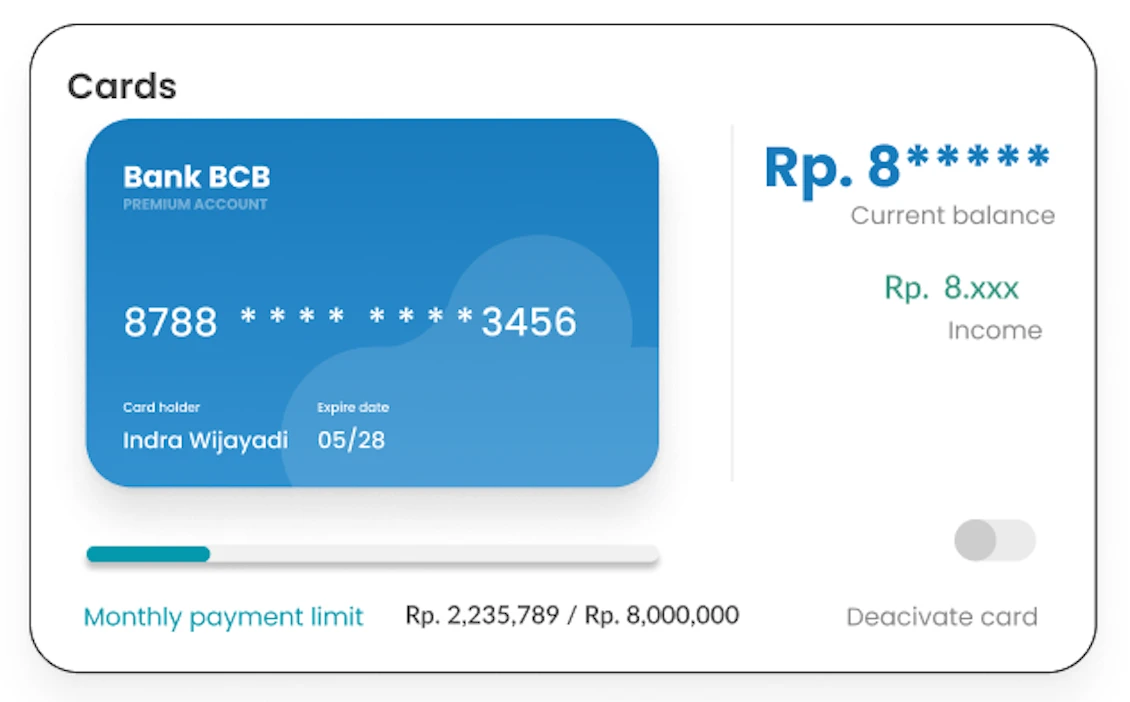 Cards
Bank BCB
PREMIUM ACCOUNT
8788 **** ****3456
Card holder
Expire date
Indra Wijayadi
05/28
Rp. 8*****
Current balance
Rp. 8.xxx
Income
Monthly payment limit
Rp. 2,235,789 / Rp. 8,000,000
Deacivate card